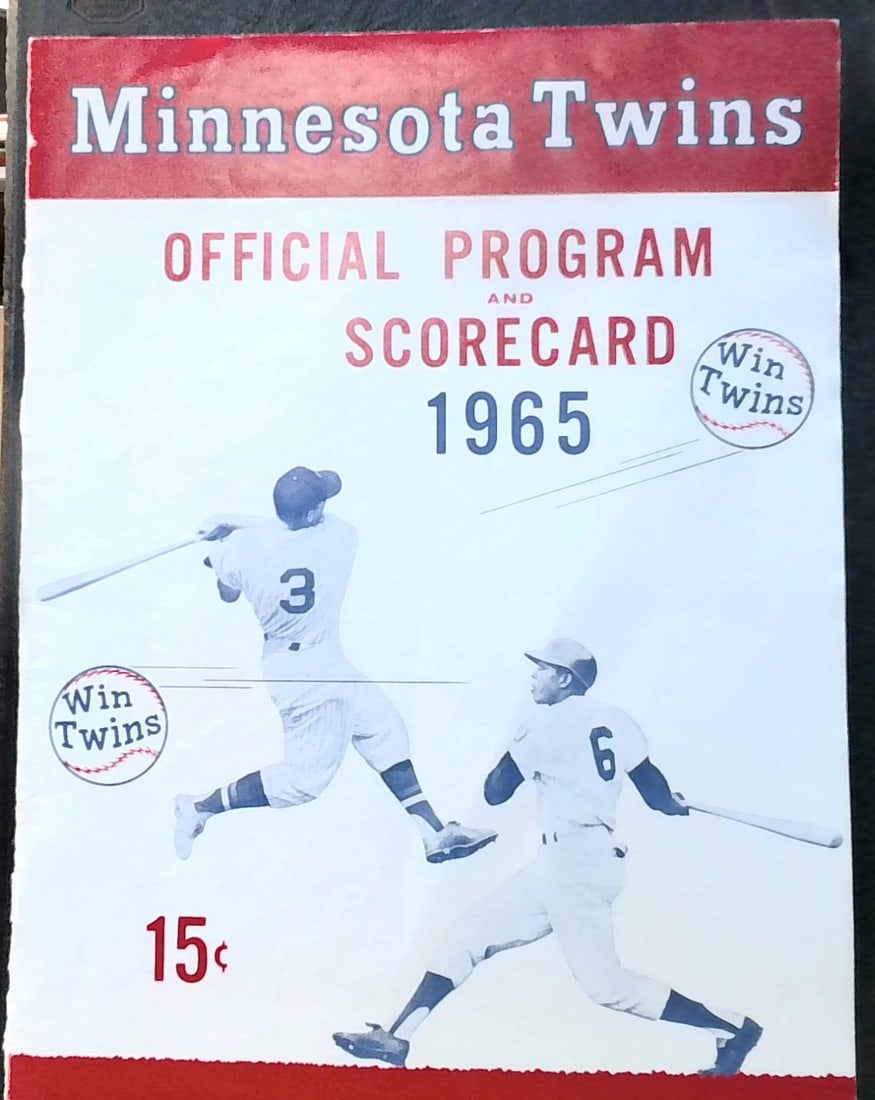 Minnesota Twins
OFFICIAL PROGRAM
AND
SCORECARD
1965
Win
Twins
3
Win
Twins
6
15¢